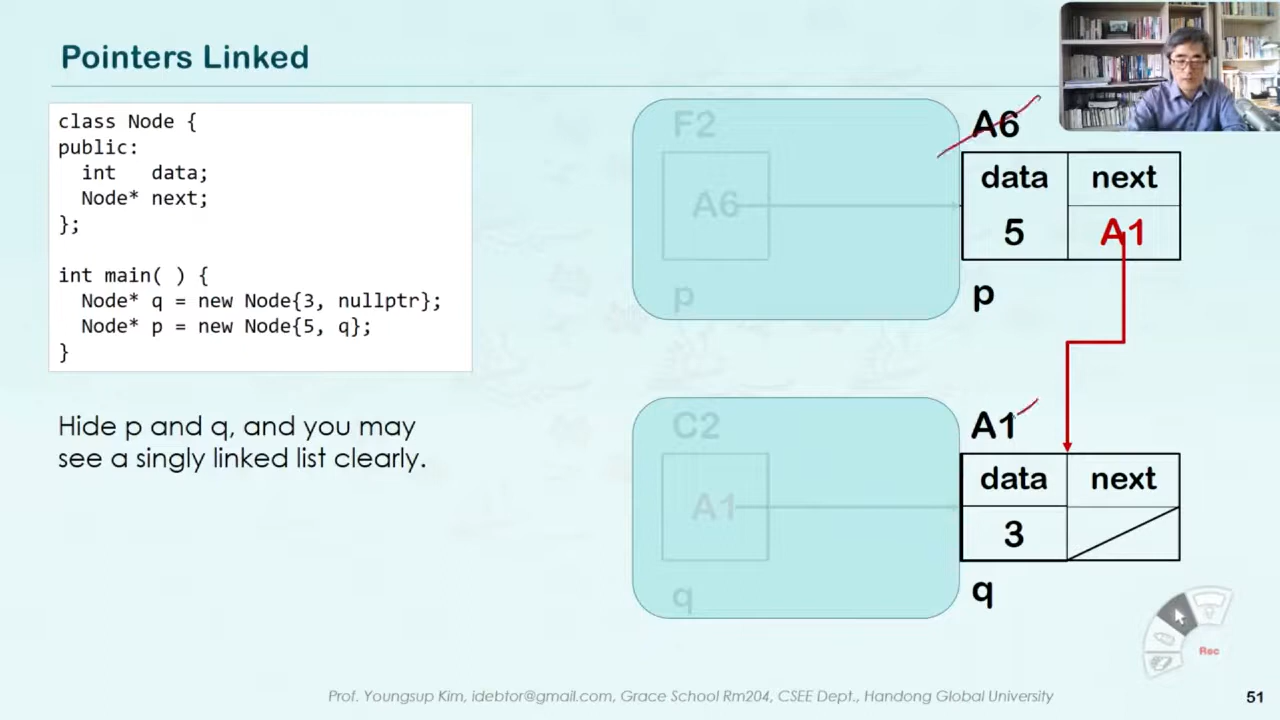 Pointers Linked
class Node {
public:
  int   data;
  Node* next;
};
int main( ) {
  Node* q = new Node{3, nullptr};
  Node* p = new Node{5, q};
}
Hide p and q, and you may
see a singly linked list clearly.
F2
A6
p
A6
data next
5 A1
p
C2
A1
q
A1
data next
3
q
Rec
Prof. Youngsup Kim, idebtor@gmail.com, Grace School Rm204, CSEE Dept., Handong Global University
51